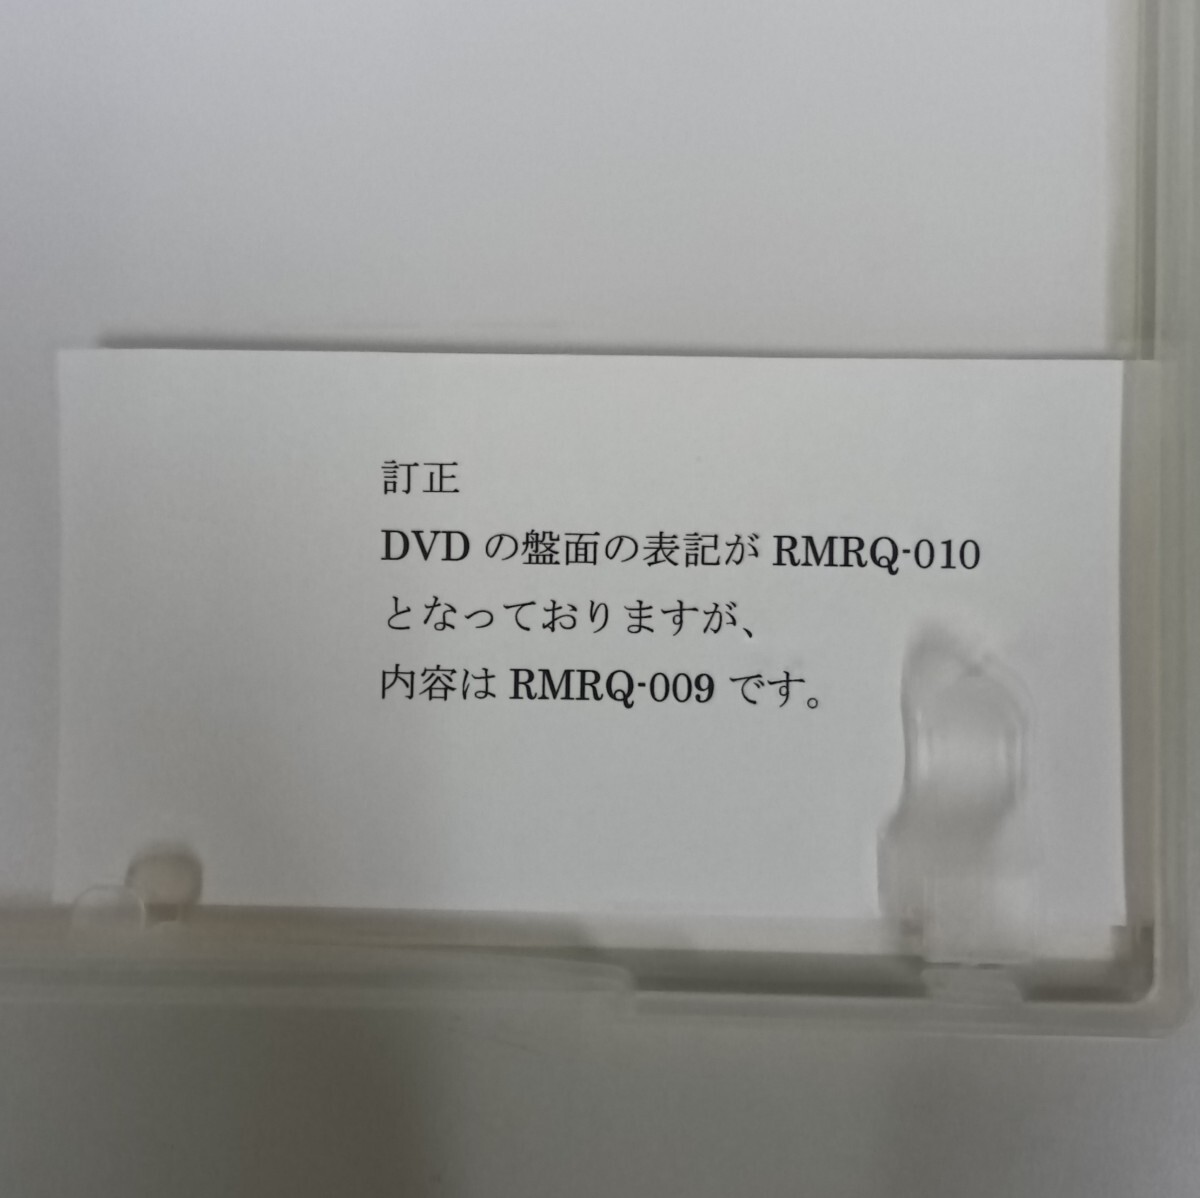 訂正
DVD の盤面の表記が RMRQ-010
となっておりますが、
内容は RMRQ-009 です。